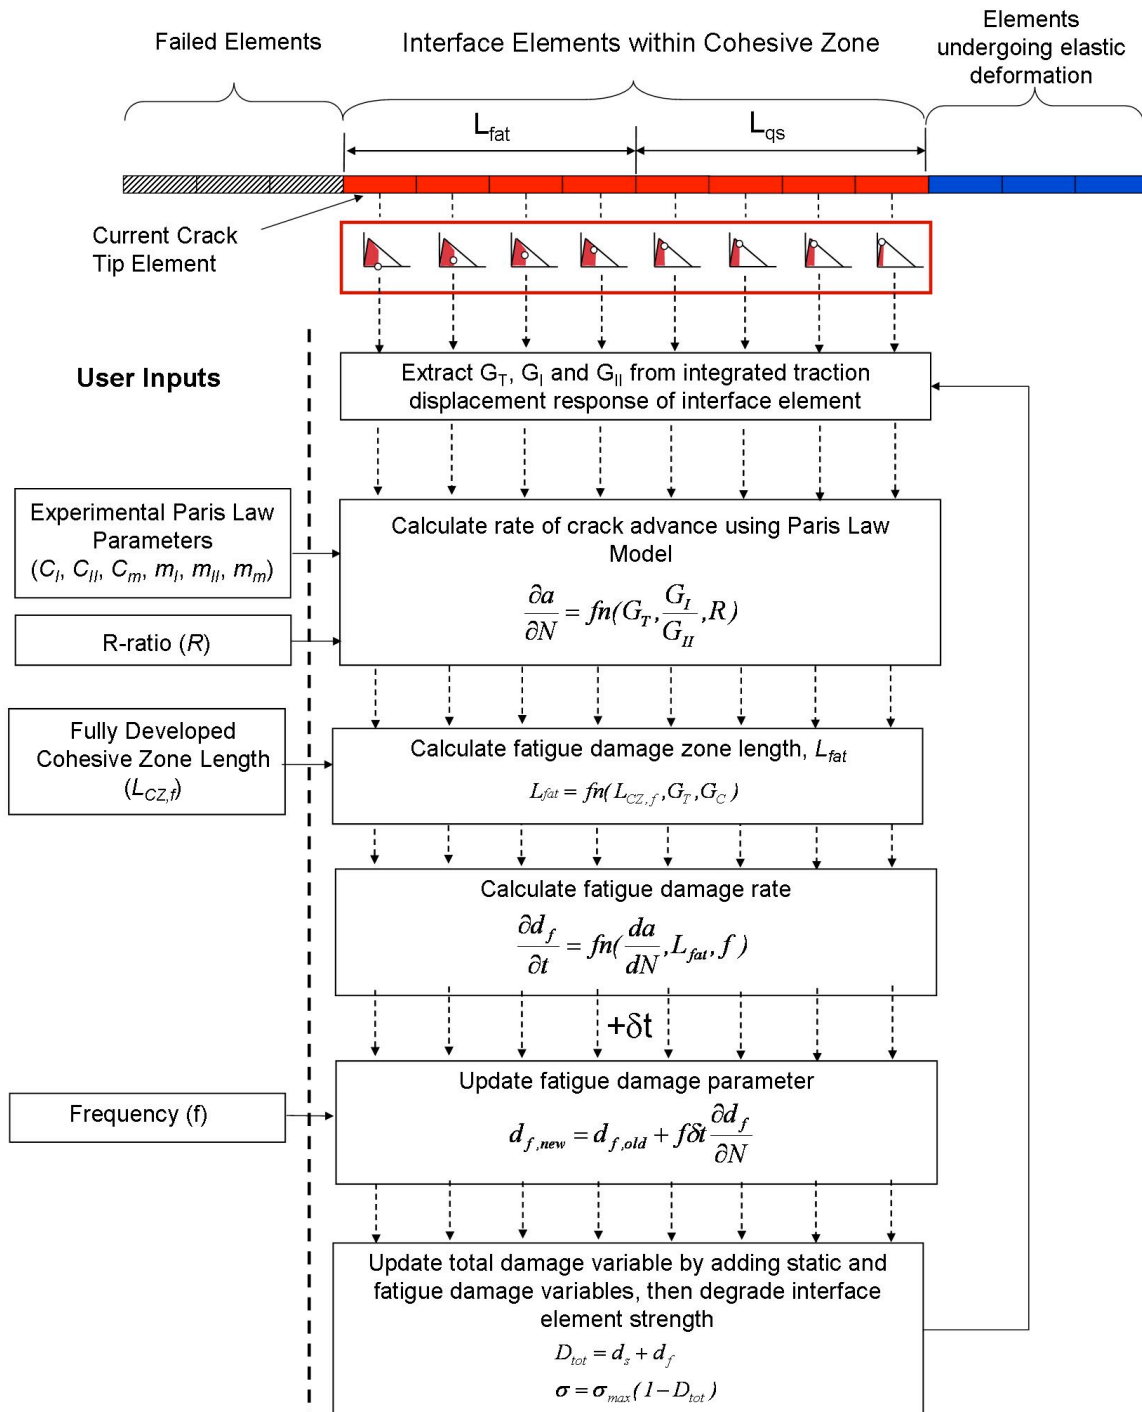 Failed Elements
Interface Elements within Cohesive Zone
Elements
undergoing elastic
deformation
L_fat
L_qs
Current Crack
Tip Element
User Inputs
Extract G_T, G_I and G_II from integrated traction
displacement response of interface element
Experimental Paris Law
Parameters
(C_I, C_II, C_m, m_I, m_II, m_m)
R-ratio (R)
Calculate rate of crack advance using Paris Law
Model
∂a/∂N = fn(G_T, G_I/G_II, R)
Fully Developed
Cohesive Zone Length
(L_CZ,f)
Calculate fatigue damage zone length, L_fat
L_fat = fn(L_CZ,f, G_T, G_C)
Calculate fatigue damage rate
∂d_f/∂t = fn(da/dN, L_fat, f)
+δt
Frequency (f)
Update fatigue damage parameter
d_f,new = d_f,old + fδt ∂d_f/∂N
Update total damage variable by adding static and
fatigue damage variables, then degrade interface
element strength
D_tot = d_s + d_f
σ = σ_max (1 − D_tot)